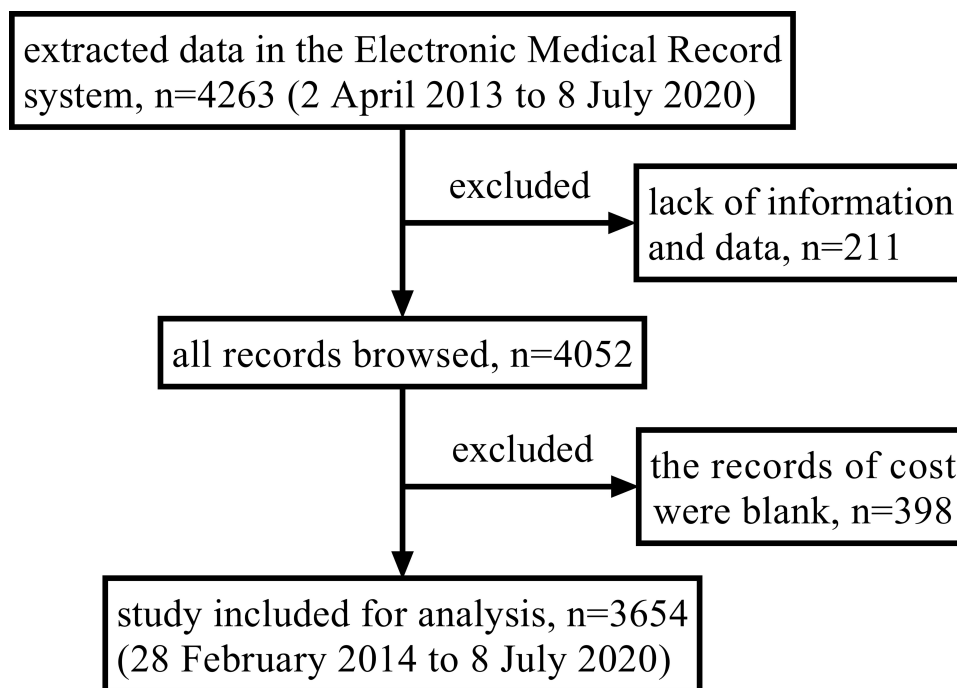 extracted data in the Electronic Medical Record
system, n=4263 (2 April 2013 to 8 July 2020)
excluded
lack of information
and data, n=211
all records browsed, n=4052
excluded
the records of cost
were blank, n=398
study included for analysis, n=3654
(28 February 2014 to 8 July 2020)